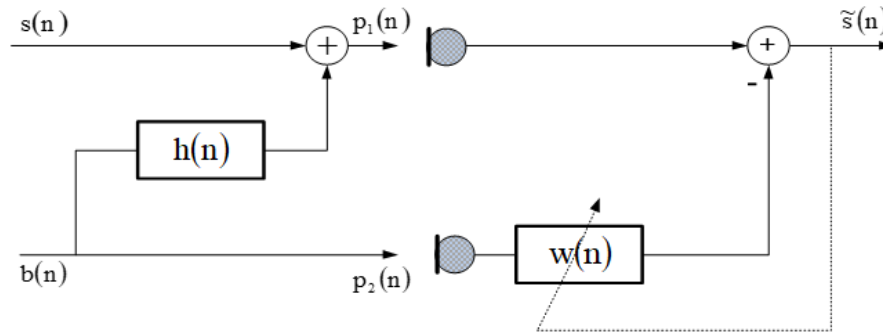 s(n)
p₁(n)
s̃(n)
+
+
-
h(n)
b(n)
p₂(n)
w(n)